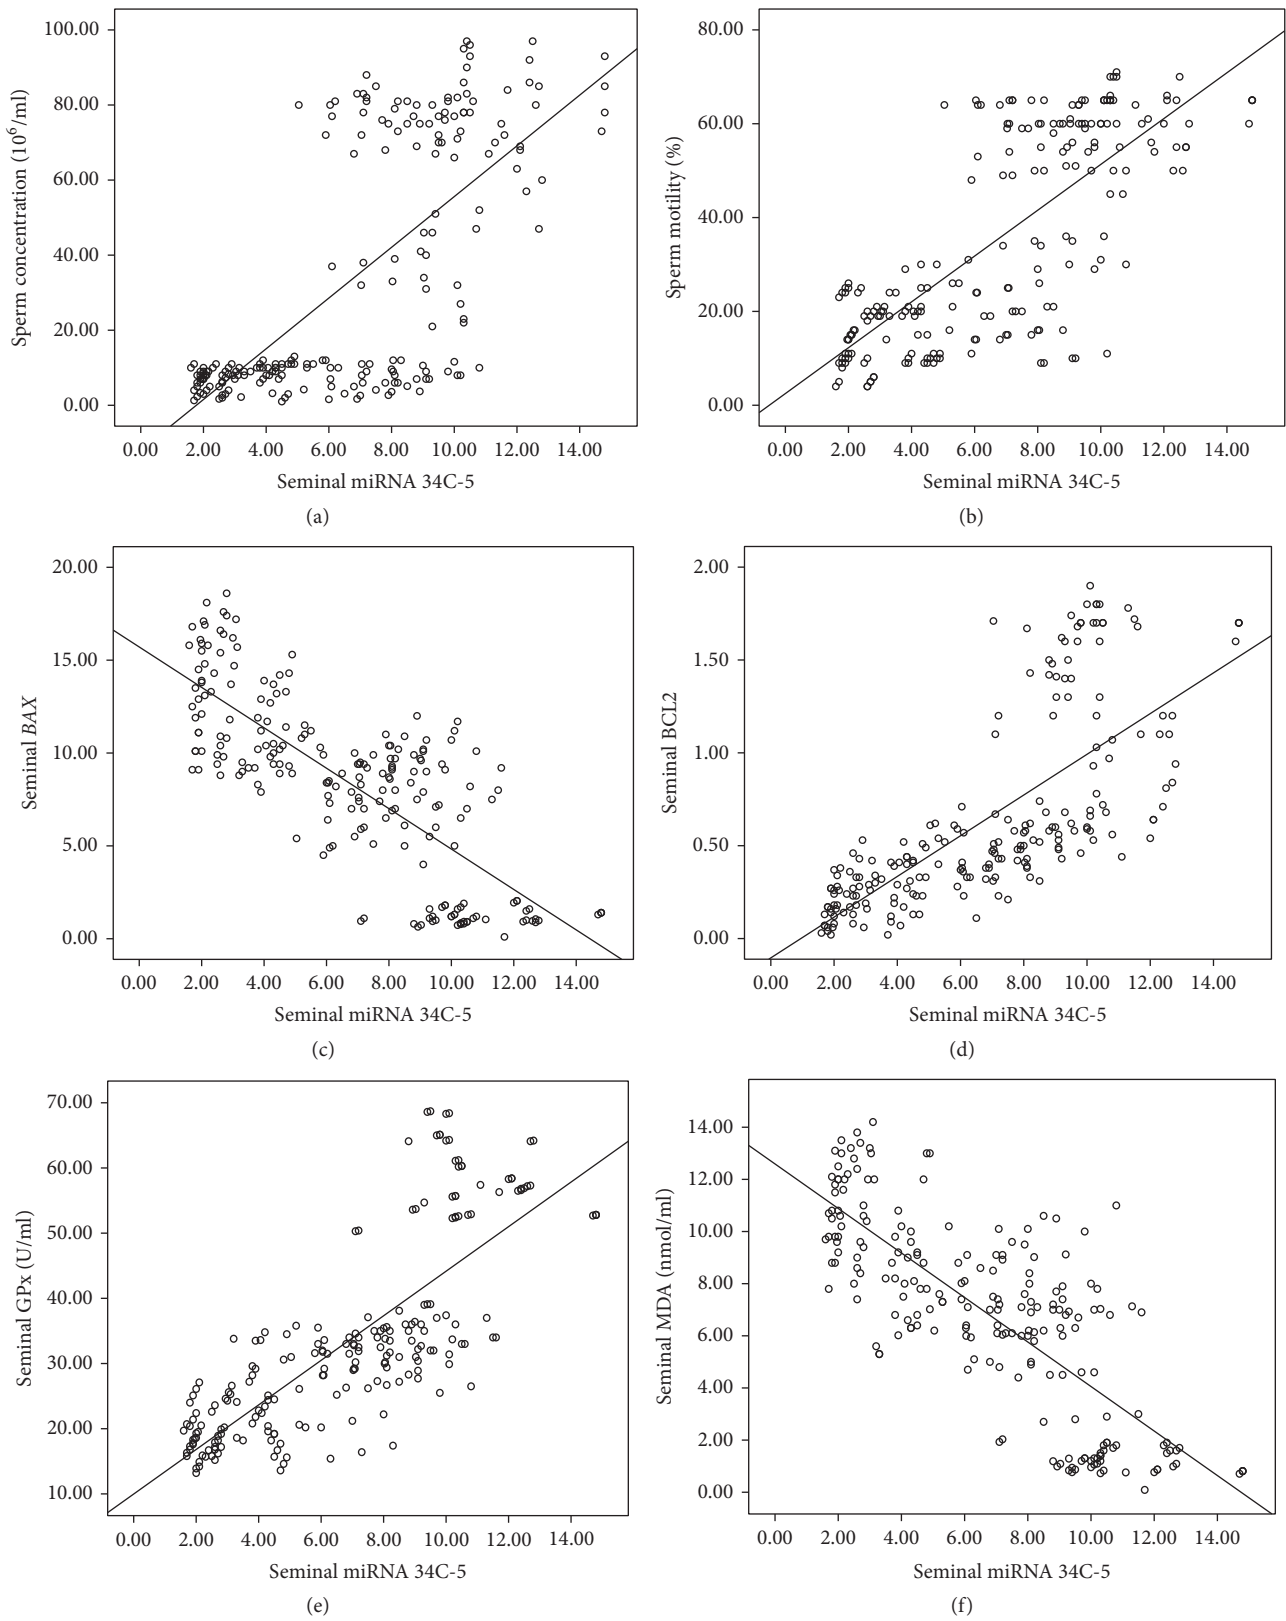 Sperm concentration (10⁶/ml)
100.00
80.00
60.00
40.00
20.00
0.00
0.00 2.00 4.00 6.00 8.00 10.00 12.00 14.00
Seminal miRNA 34C-5
(a)
Sperm motility (%)
80.00
60.00
40.00
20.00
0.00
0.00 2.00 4.00 6.00 8.00 10.00 12.00 14.00
Seminal miRNA 34C-5
(b)
Seminal BAX
20.00
15.00
10.00
5.00
0.00
0.00 2.00 4.00 6.00 8.00 10.00 12.00 14.00
Seminal miRNA 34C-5
(c)
Seminal BCL2
2.00
1.50
1.00
0.50
0.00
0.00 2.00 4.00 6.00 8.00 10.00 12.00 14.00
Seminal miRNA 34C-5
(d)
Seminal GPx (U/ml)
70.00
60.00
50.00
40.00
30.00
20.00
10.00
0.00 2.00 4.00 6.00 8.00 10.00 12.00 14.00
Seminal miRNA 34C-5
(e)
Seminal MDA (nmol/ml)
14.00
12.00
10.00
8.00
6.00
4.00
2.00
0.00
0.00 2.00 4.00 6.00 8.00 10.00 12.00 14.00
Seminal miRNA 34C-5
(f)